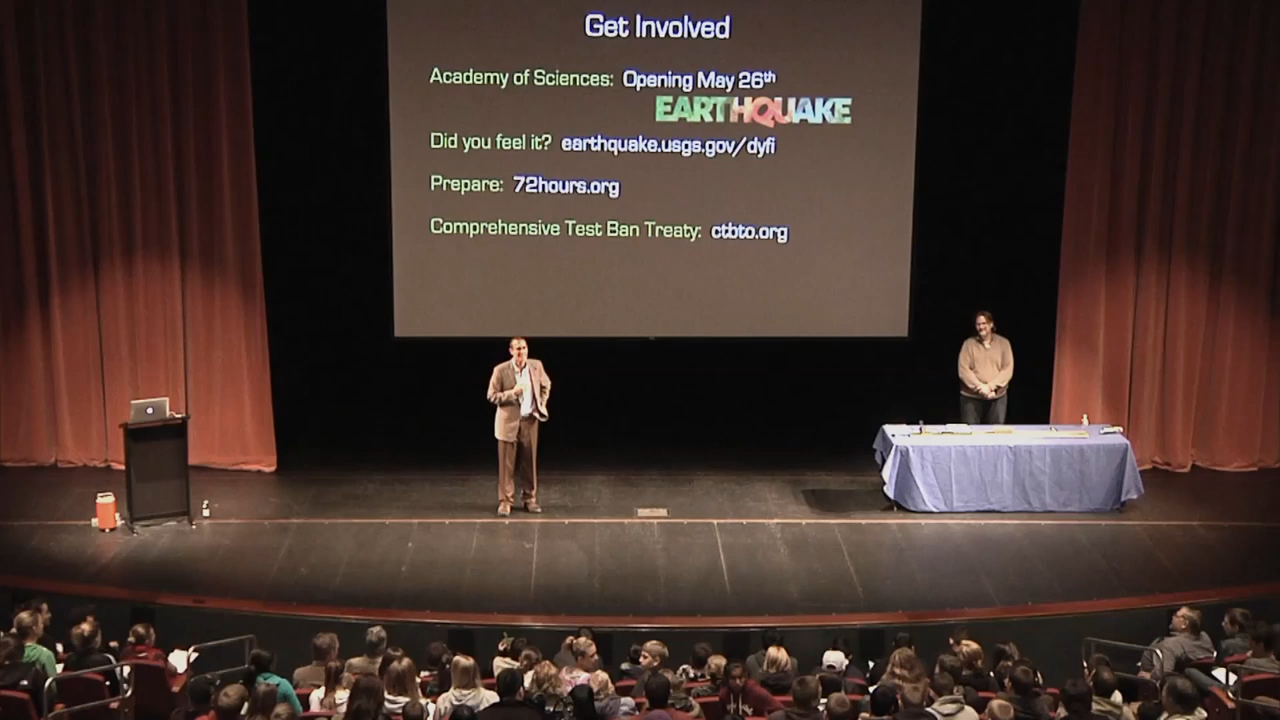 Get Involved
Academy of Sciences: Opening May 26th
EARTHQUAKE
Did you feel it? earthquake.usgs.gov/dyfi
Prepare: 72hours.org
Comprehensive Test Ban Treaty: ctbto.org